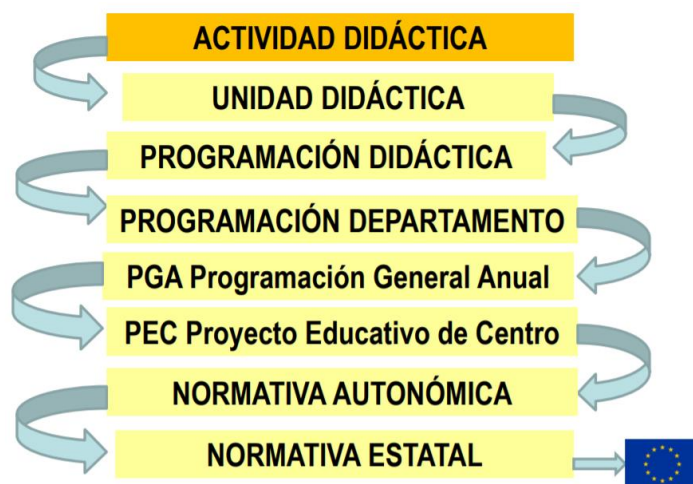 ACTIVIDAD DIDÁCTICA
UNIDAD DIDÁCTICA
PROGRAMACIÓN DIDÁCTICA
PROGRAMACIÓN DEPARTAMENTO
PGA Programación General Anual
PEC Proyecto Educativo de Centro
NORMATIVA AUTONÓMICA
NORMATIVA ESTATAL